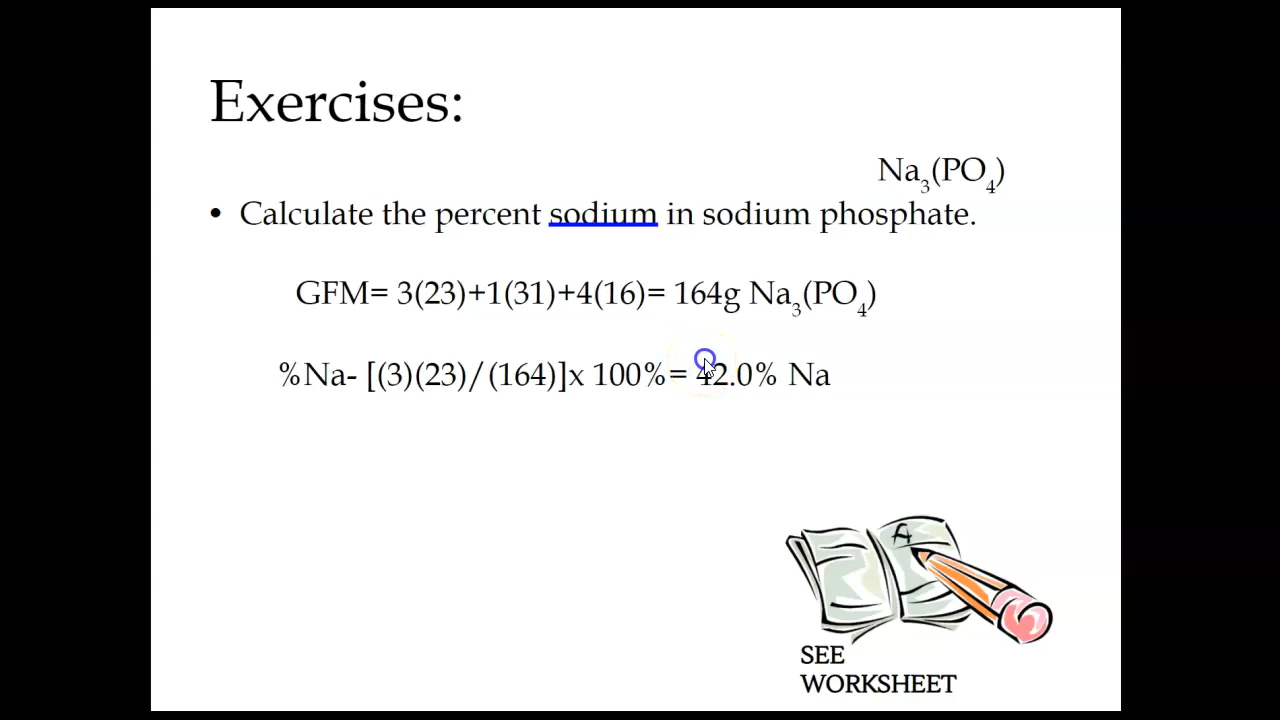 Exercises:
Na₃(PO₄)
• Calculate the percent sodium in sodium phosphate.
GFM= 3(23)+1(31)+4(16)= 164g Na₃(PO₄)
%Na- [(3)(23)/(164)]x 100%= 42.0% Na
A
SEE
WORKSHEET